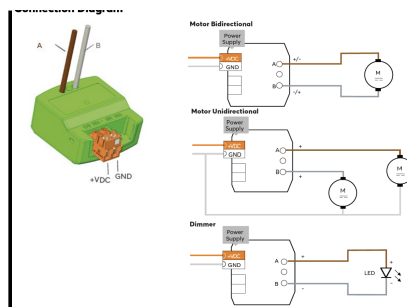 Connection Diagram
A
B
+VDC
GND
Motor Bidirectional
Power
Supply
+VDC
GND
A
B
+/-
-/+
M
Motor Unidirectional
Power
Supply
+VDC
GND
A
B
+
+
M
M
Dimmer
Power
Supply
+VDC
GND
A
B
+
-
LED
+
-